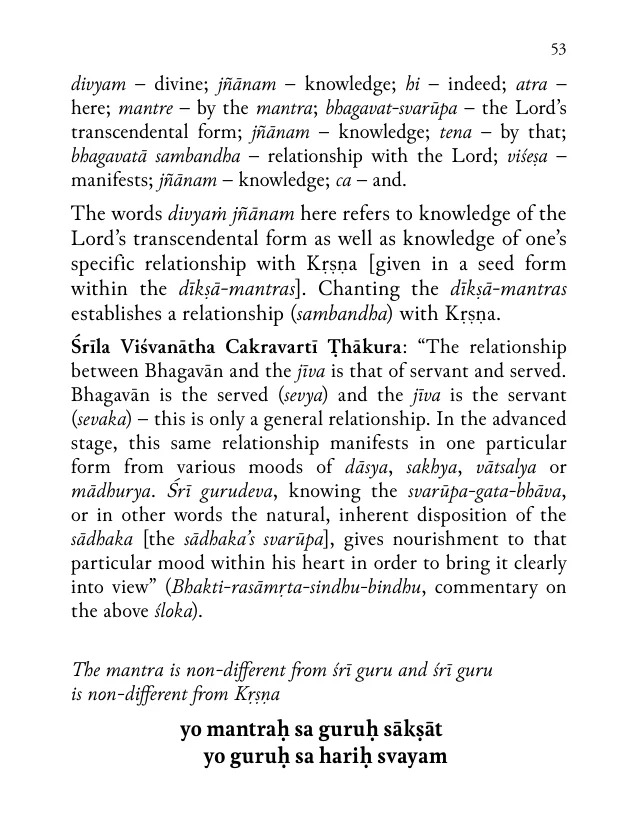 53
divyam – divine; jñānam – knowledge; hi – indeed; atra –
here; mantre – by the mantra; bhagavat-svarūpa – the Lord’s
transcendental form; jñānam – knowledge; tena – by that;
bhagavatā sambandha – relationship with the Lord; viśeṣa –
manifests; jñānam – knowledge; ca – and.
The words divyaṁ jñānam here refers to knowledge of the
Lord’s transcendental form as well as knowledge of one’s
specific relationship with Kṛṣṇa [given in a seed form
within the dīkṣā-mantras]. Chanting the dīkṣā-mantras
establishes a relationship (sambandha) with Kṛṣṇa.
Śrīla Viśvanātha Cakravartī Ṭhākura: “The relationship
between Bhagavān and the jīva is that of servant and served.
Bhagavān is the served (sevya) and the jīva is the servant
(sevaka) – this is only a general relationship. In the advanced
stage, this same relationship manifests in one particular
form from various moods of dāsya, sakhya, vātsalya or
mādhurya. Śrī gurudeva, knowing the svarūpa-gata-bhāva,
or in other words the natural, inherent disposition of the
sādhaka [the sādhaka’s svarūpa], gives nourishment to that
particular mood within his heart in order to bring it clearly
into view” (Bhakti-rasāmṛta-sindhu-bindhu, commentary on
the above śloka).
The mantra is non-different from śrī guru and śrī guru
is non-different from Kṛṣṇa
yo mantraḥ sa guruḥ sākṣāt
yo guruḥ sa hariḥ svayam